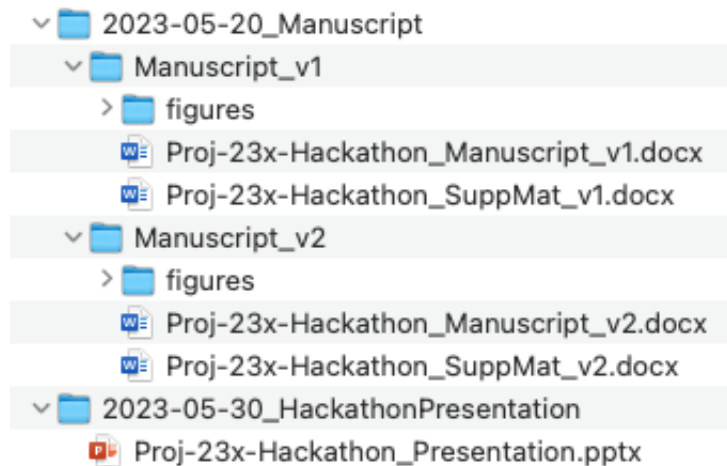 2023-05-20_Manuscript
Manuscript_v1
figures
Proj-23x-Hackathon_Manuscript_v1.docx
Proj-23x-Hackathon_SuppMat_v1.docx
Manuscript_v2
figures
Proj-23x-Hackathon_Manuscript_v2.docx
Proj-23x-Hackathon_SuppMat_v2.docx
2023-05-30_HackathonPresentation
Proj-23x-Hackathon_Presentation.pptx